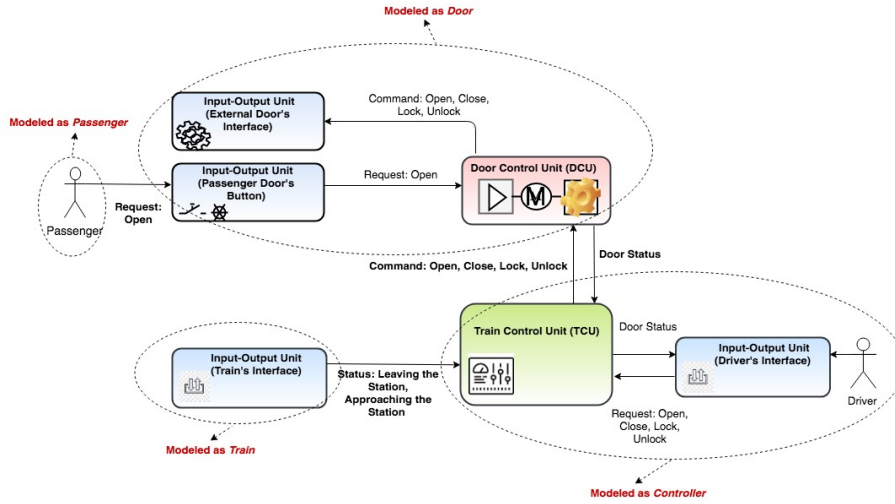 Modeled as Door
Input-Output Unit
(External Door's
Interface)
Command: Open, Close,
Lock, Unlock
Modeled as Passenger
Input-Output Unit
(Passenger Door's
Button)
Request: Open
Door Control Unit (DCU)
M
Request:
Open
Passenger
Command: Open, Close, Lock, Unlock
Door Status
Train Control Unit (TCU)
Door Status
Input-Output Unit
(Driver's Interface)
Input-Output Unit
(Train's Interface)
Status: Leaving the
Station,
Approaching the
Station
Driver
Request: Open,
Close, Lock,
Unlock
Modeled as Train
Modeled as Controller